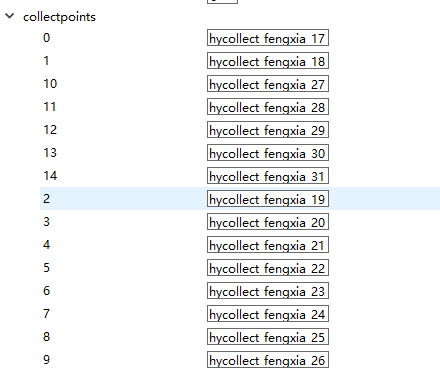 collectpoints
0 hycollect fengxia 17
1 hycollect fengxia 18
10 hycollect fengxia 27
11 hycollect fengxia 28
12 hycollect fengxia 29
13 hycollect fengxia 30
14 hycollect fengxia 31
2 hycollect fengxia 19
3 hycollect fengxia 20
4 hycollect fengxia 21
5 hycollect fengxia 22
6 hycollect fengxia 23
7 hycollect fengxia 24
8 hycollect fengxia 25
9 hycollect fengxia 26